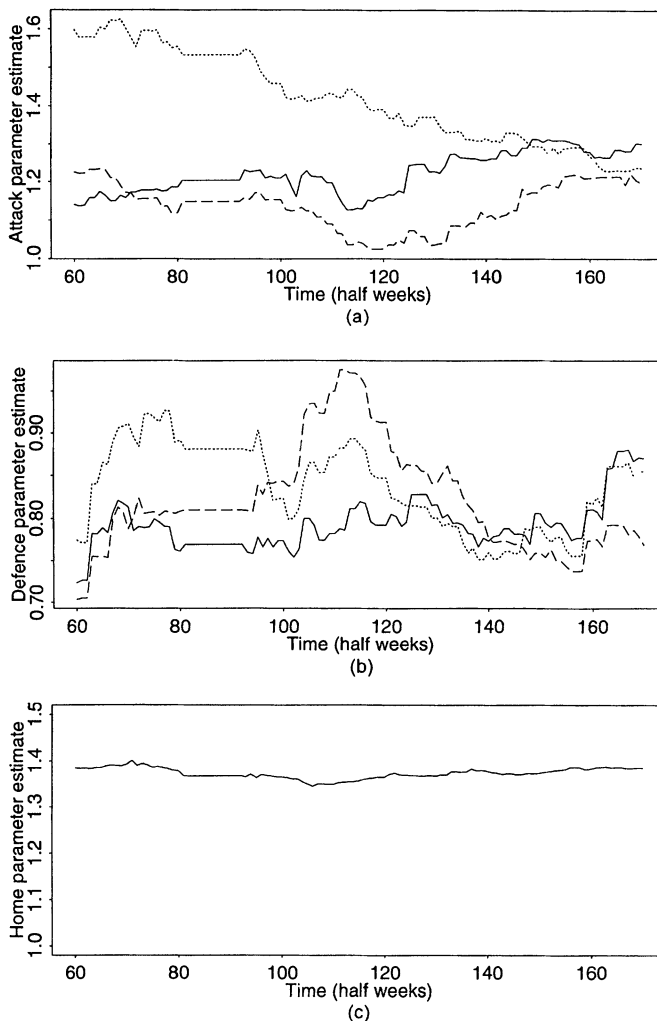 Attack parameter estimate
1.6
1.4
1.2
1.0
60 80 100 120 140 160
Time (half weeks)
(a)
Defence parameter estimate
0.90
0.80
0.70
60 80 100 120 140 160
Time (half weeks)
(b)
Home parameter estimate
1.5
1.4
1.3
1.2
1.1
1.0
60 80 100 120 140 160
Time (half weeks)
(c)